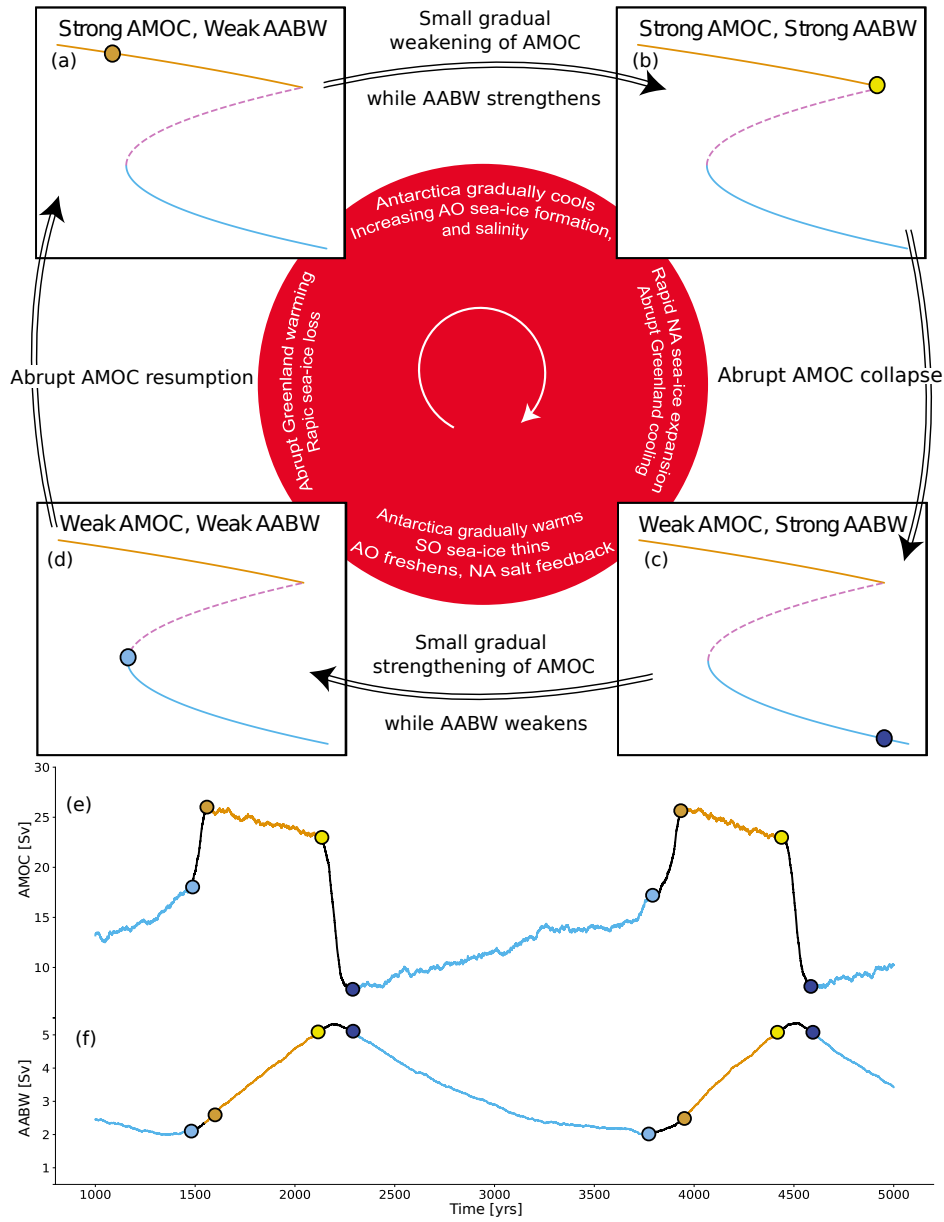 Strong AMOC, Weak AABW
(a)
Small gradual
weakening of AMOC
while AABW strengthens
Strong AMOC, Strong AABW
(b)
Antarctica gradually cools
Increasing AO sea-ice formation,
and salinity
Rapid NA sea-ice expansion
Abrupt Greenland cooling
Abrupt AMOC collapse
Abrupt Greenland warming
Rapic sea-ice loss
Abrupt AMOC resumption
Antarctica gradually warms
SO sea-ice thins
AO freshens, NA salt feedback
Weak AMOC, Weak AABW
(d)
Weak AMOC, Strong AABW
(c)
Small gradual
strengthening of AMOC
while AABW weakens
(e)
AMOC [Sv]
30
25
20
15
10
(f)
AABW [Sv]
5
4
3
2
1
1000 1500 2000 2500 3000 3500 4000 4500 5000
Time [yrs]